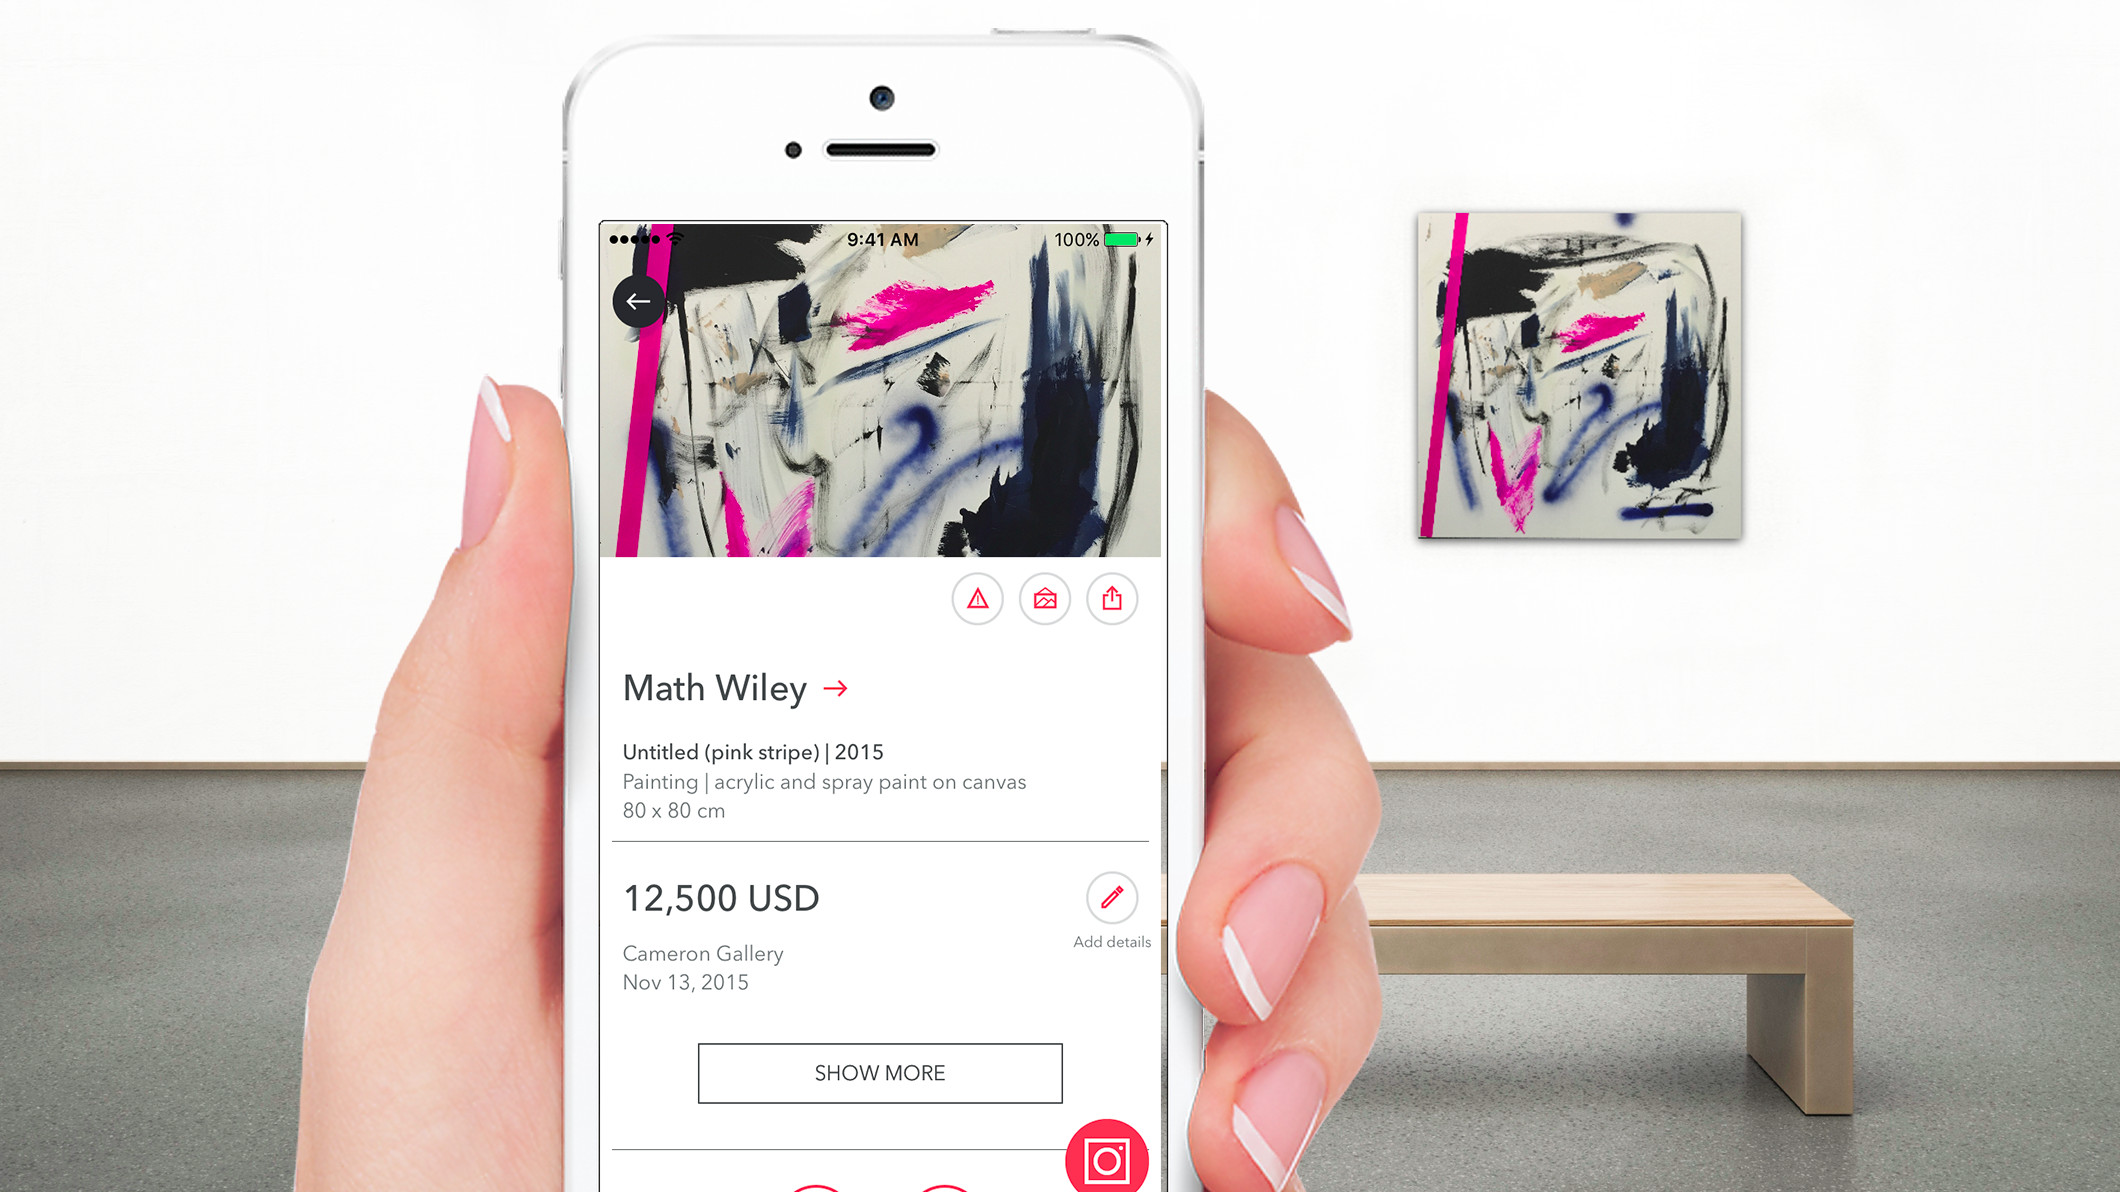 9:41 AM
100%
Math Wiley
Untitled (pink stripe) | 2015
Painting | acrylic and spray paint on canvas
80 x 80 cm
12,500 USD
Add details
Cameron Gallery
Nov 13, 2015
SHOW MORE